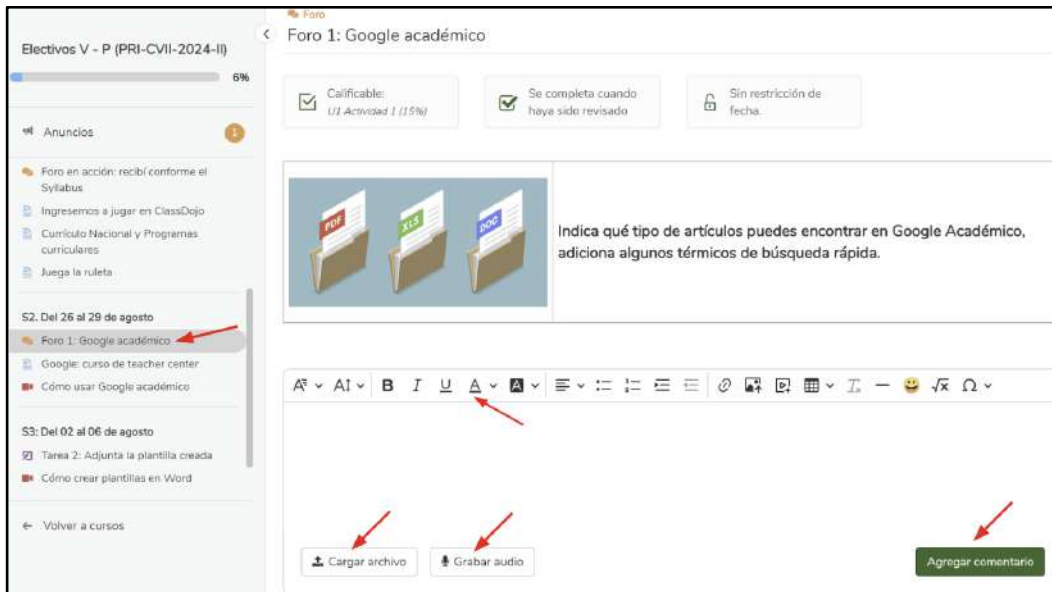 Electivos V - P (PRI-CVII-2024-II)
6%
Anuncios
1
Foro en acción: recibí conforme el
Syllabus
Ingresemos a jugar en ClassDojo
Currículo Nacional y Programas
curriculares
Juega la ruleta
S2. Del 26 al 29 de agosto
Foro 1: Google académico
Google: curso de teacher center
Cómo usar Google académico
S3: Del 02 al 06 de agosto
Tarea 2: Adjunta la plantilla creada
Cómo crear plantillas en Word
Volver a cursos
Foro
Foro 1: Google académico
Calificable:
U1 Actividad 1 (15%)
Se completa cuando
haya sido revisado
Sin restricción de
fecha.
PDF
XLS
DOC
Indica qué tipo de artículos puedes encontrar en Google Académico,
adiciona algunos térmicos de búsqueda rápida.
Cargar archivo
Grabar audio
Agregar comentario